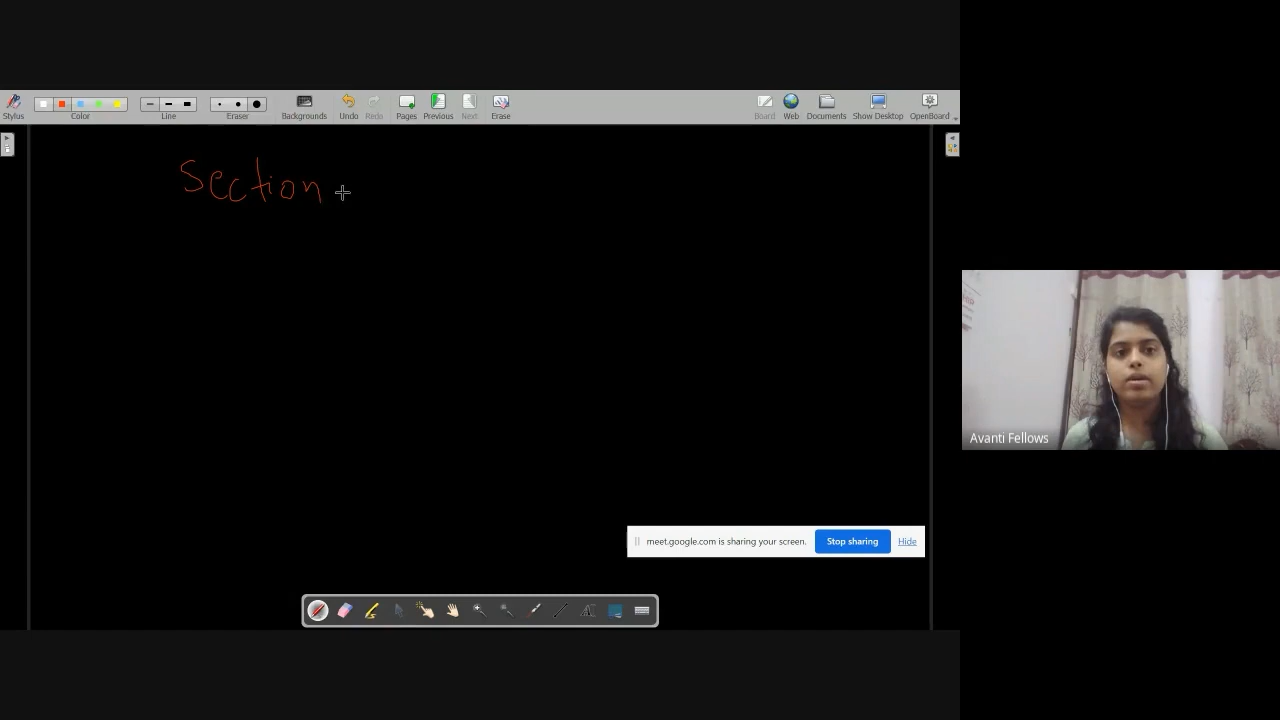 Stylus Color Line Eraser Backgrounds Undo Redo Pages Previous Next Erase Board Web Documents Show Desktop OpenBoard
Section
Avanti Fellows
meet.google.com is sharing your screen. Stop sharing Hide